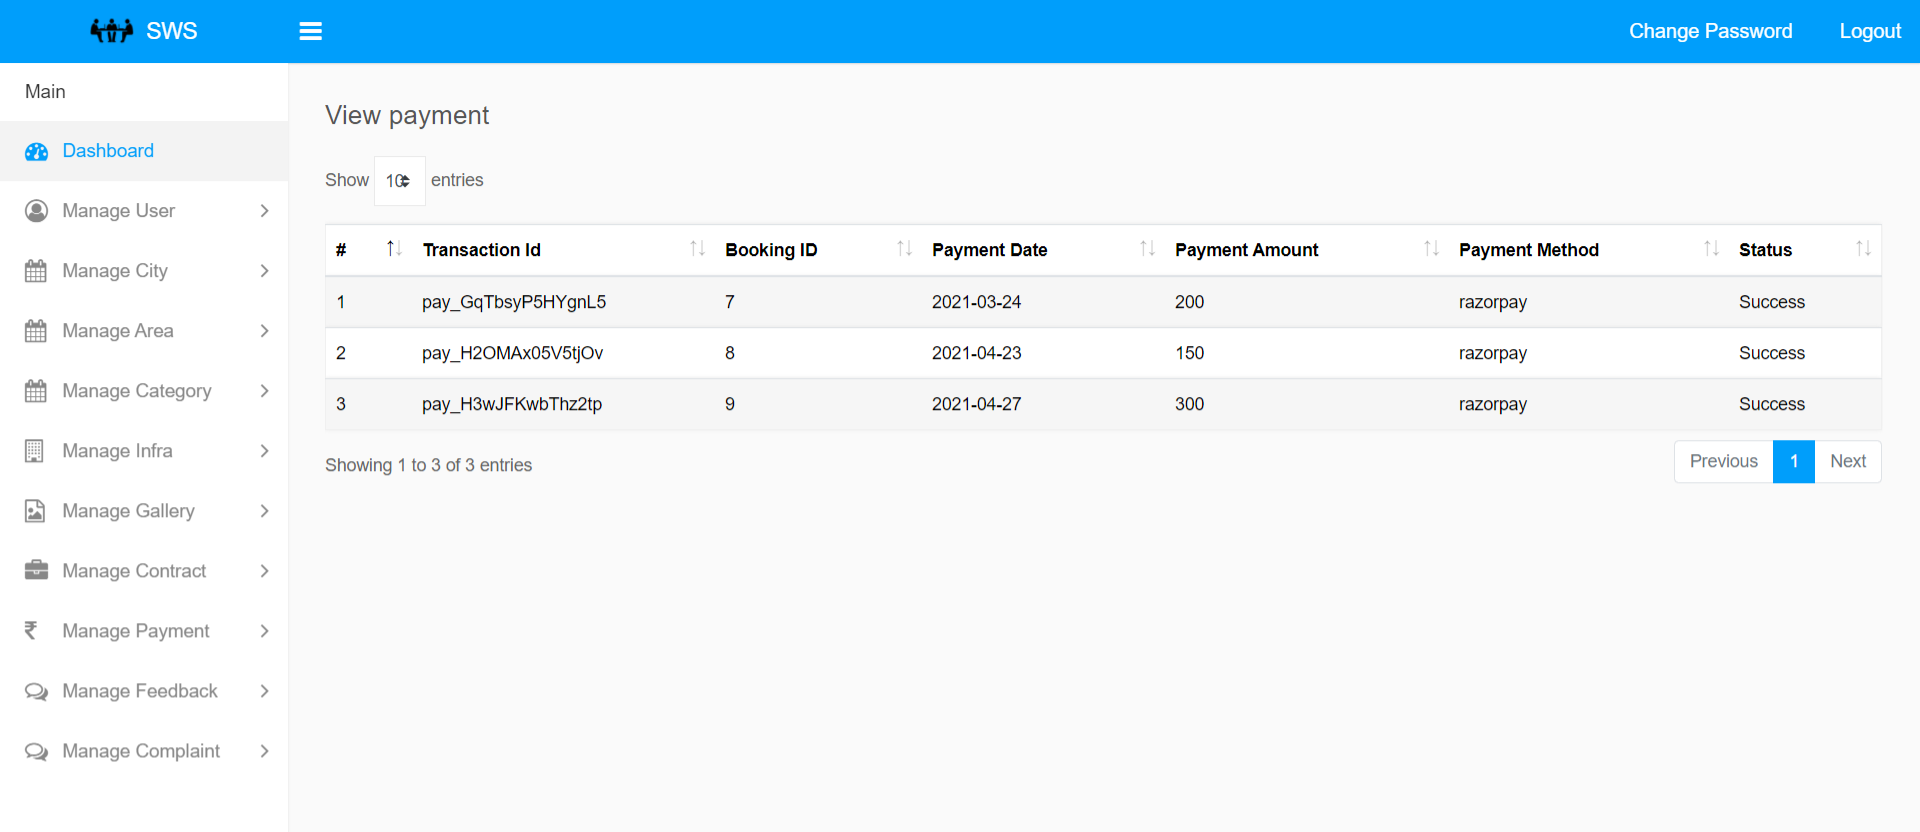 SWS
Change Password
Logout
Main
Dashboard
Manage User
Manage City
Manage Area
Manage Category
Manage Infra
Manage Gallery
Manage Contract
Manage Payment
Manage Feedback
Manage Complaint
View payment
Show 10 entries
# Transaction Id Booking ID Payment Date Payment Amount Payment Method Status
1 pay_GqTbsyP5HYgnL5 7 2021-03-24 200 razorpay Success
2 pay_H2OMAx05V5tjOv 8 2021-04-23 150 razorpay Success
3 pay_H3wJFKwbThz2tp 9 2021-04-27 300 razorpay Success
Showing 1 to 3 of 3 entries
Previous 1 Next